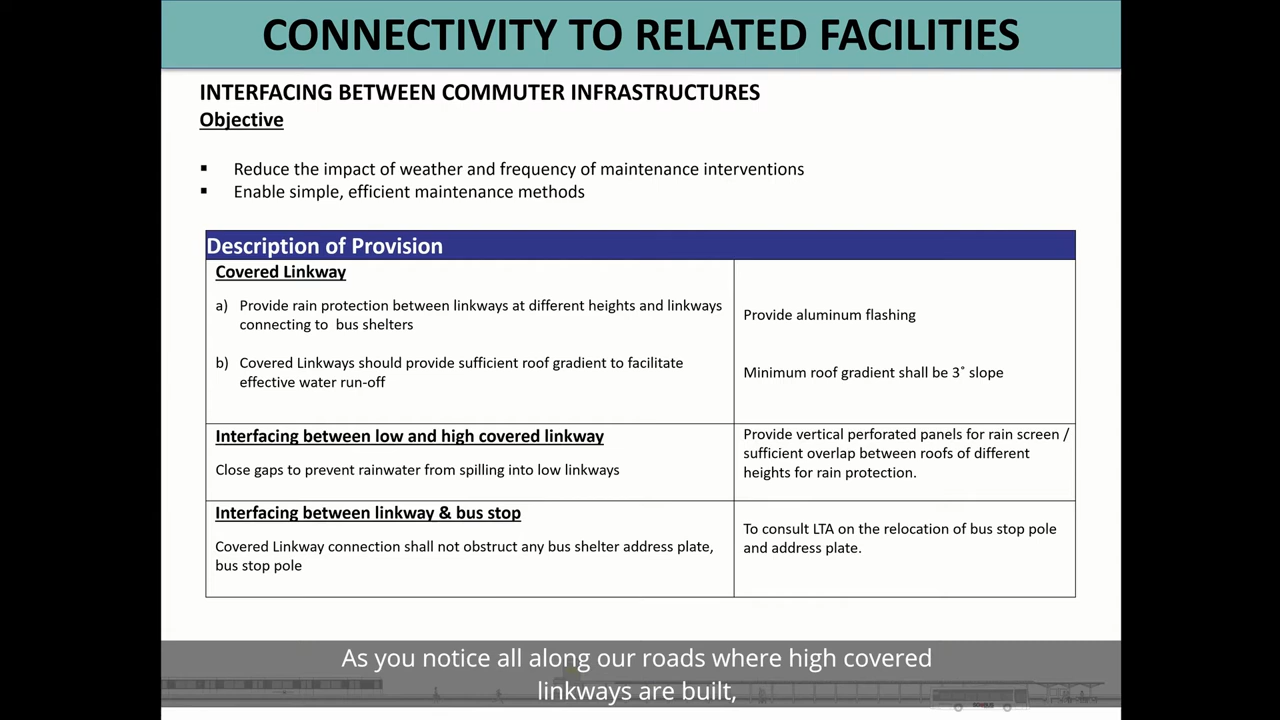 CONNECTIVITY TO RELATED FACILITIES
INTERFACING BETWEEN COMMUTER INFRASTRUCTURES
Objective
▪ Reduce the impact of weather and frequency of maintenance interventions
▪ Enable simple, efficient maintenance methods
Description of Provision
Covered Linkway
a) Provide rain protection between linkways at different heights and linkways
connecting to bus shelters
Provide aluminum flashing
b) Covered Linkways should provide sufficient roof gradient to facilitate
effective water run-off
Minimum roof gradient shall be 3˚ slope
Interfacing between low and high covered linkway
Close gaps to prevent rainwater from spilling into low linkways
Provide vertical perforated panels for rain screen /
sufficient overlap between roofs of different
heights for rain protection.
Interfacing between linkway & bus stop
Covered Linkway connection shall not obstruct any bus shelter address plate,
bus stop pole
To consult LTA on the relocation of bus stop pole
and address plate.
As you notice all along our roads where high covered
linkways are built,